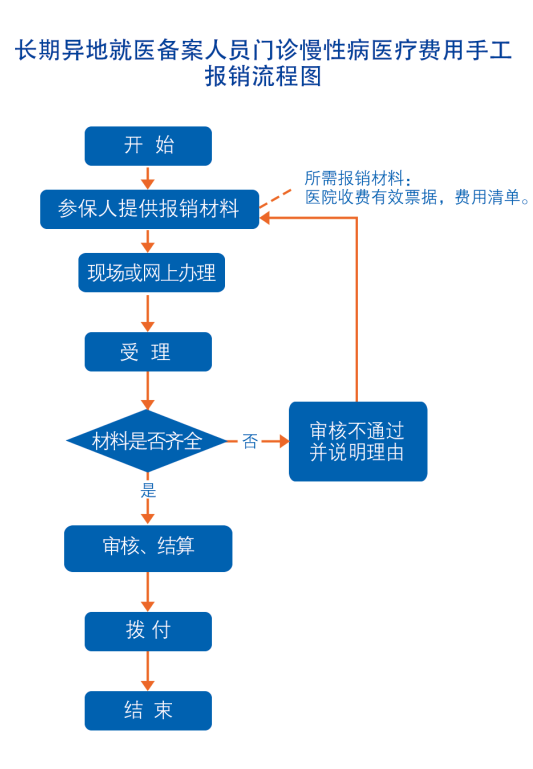 长期异地就医备案人员门诊慢性病医疗费用手工
报销流程图
开 始
所需报销材料：
医院收费有效票据，费用清单。
参保人提供报销材料
现场或网上办理
受 理
材料是否齐全
否
审核不通过
并说明理由
是
审核、结算
拨 付
结 束